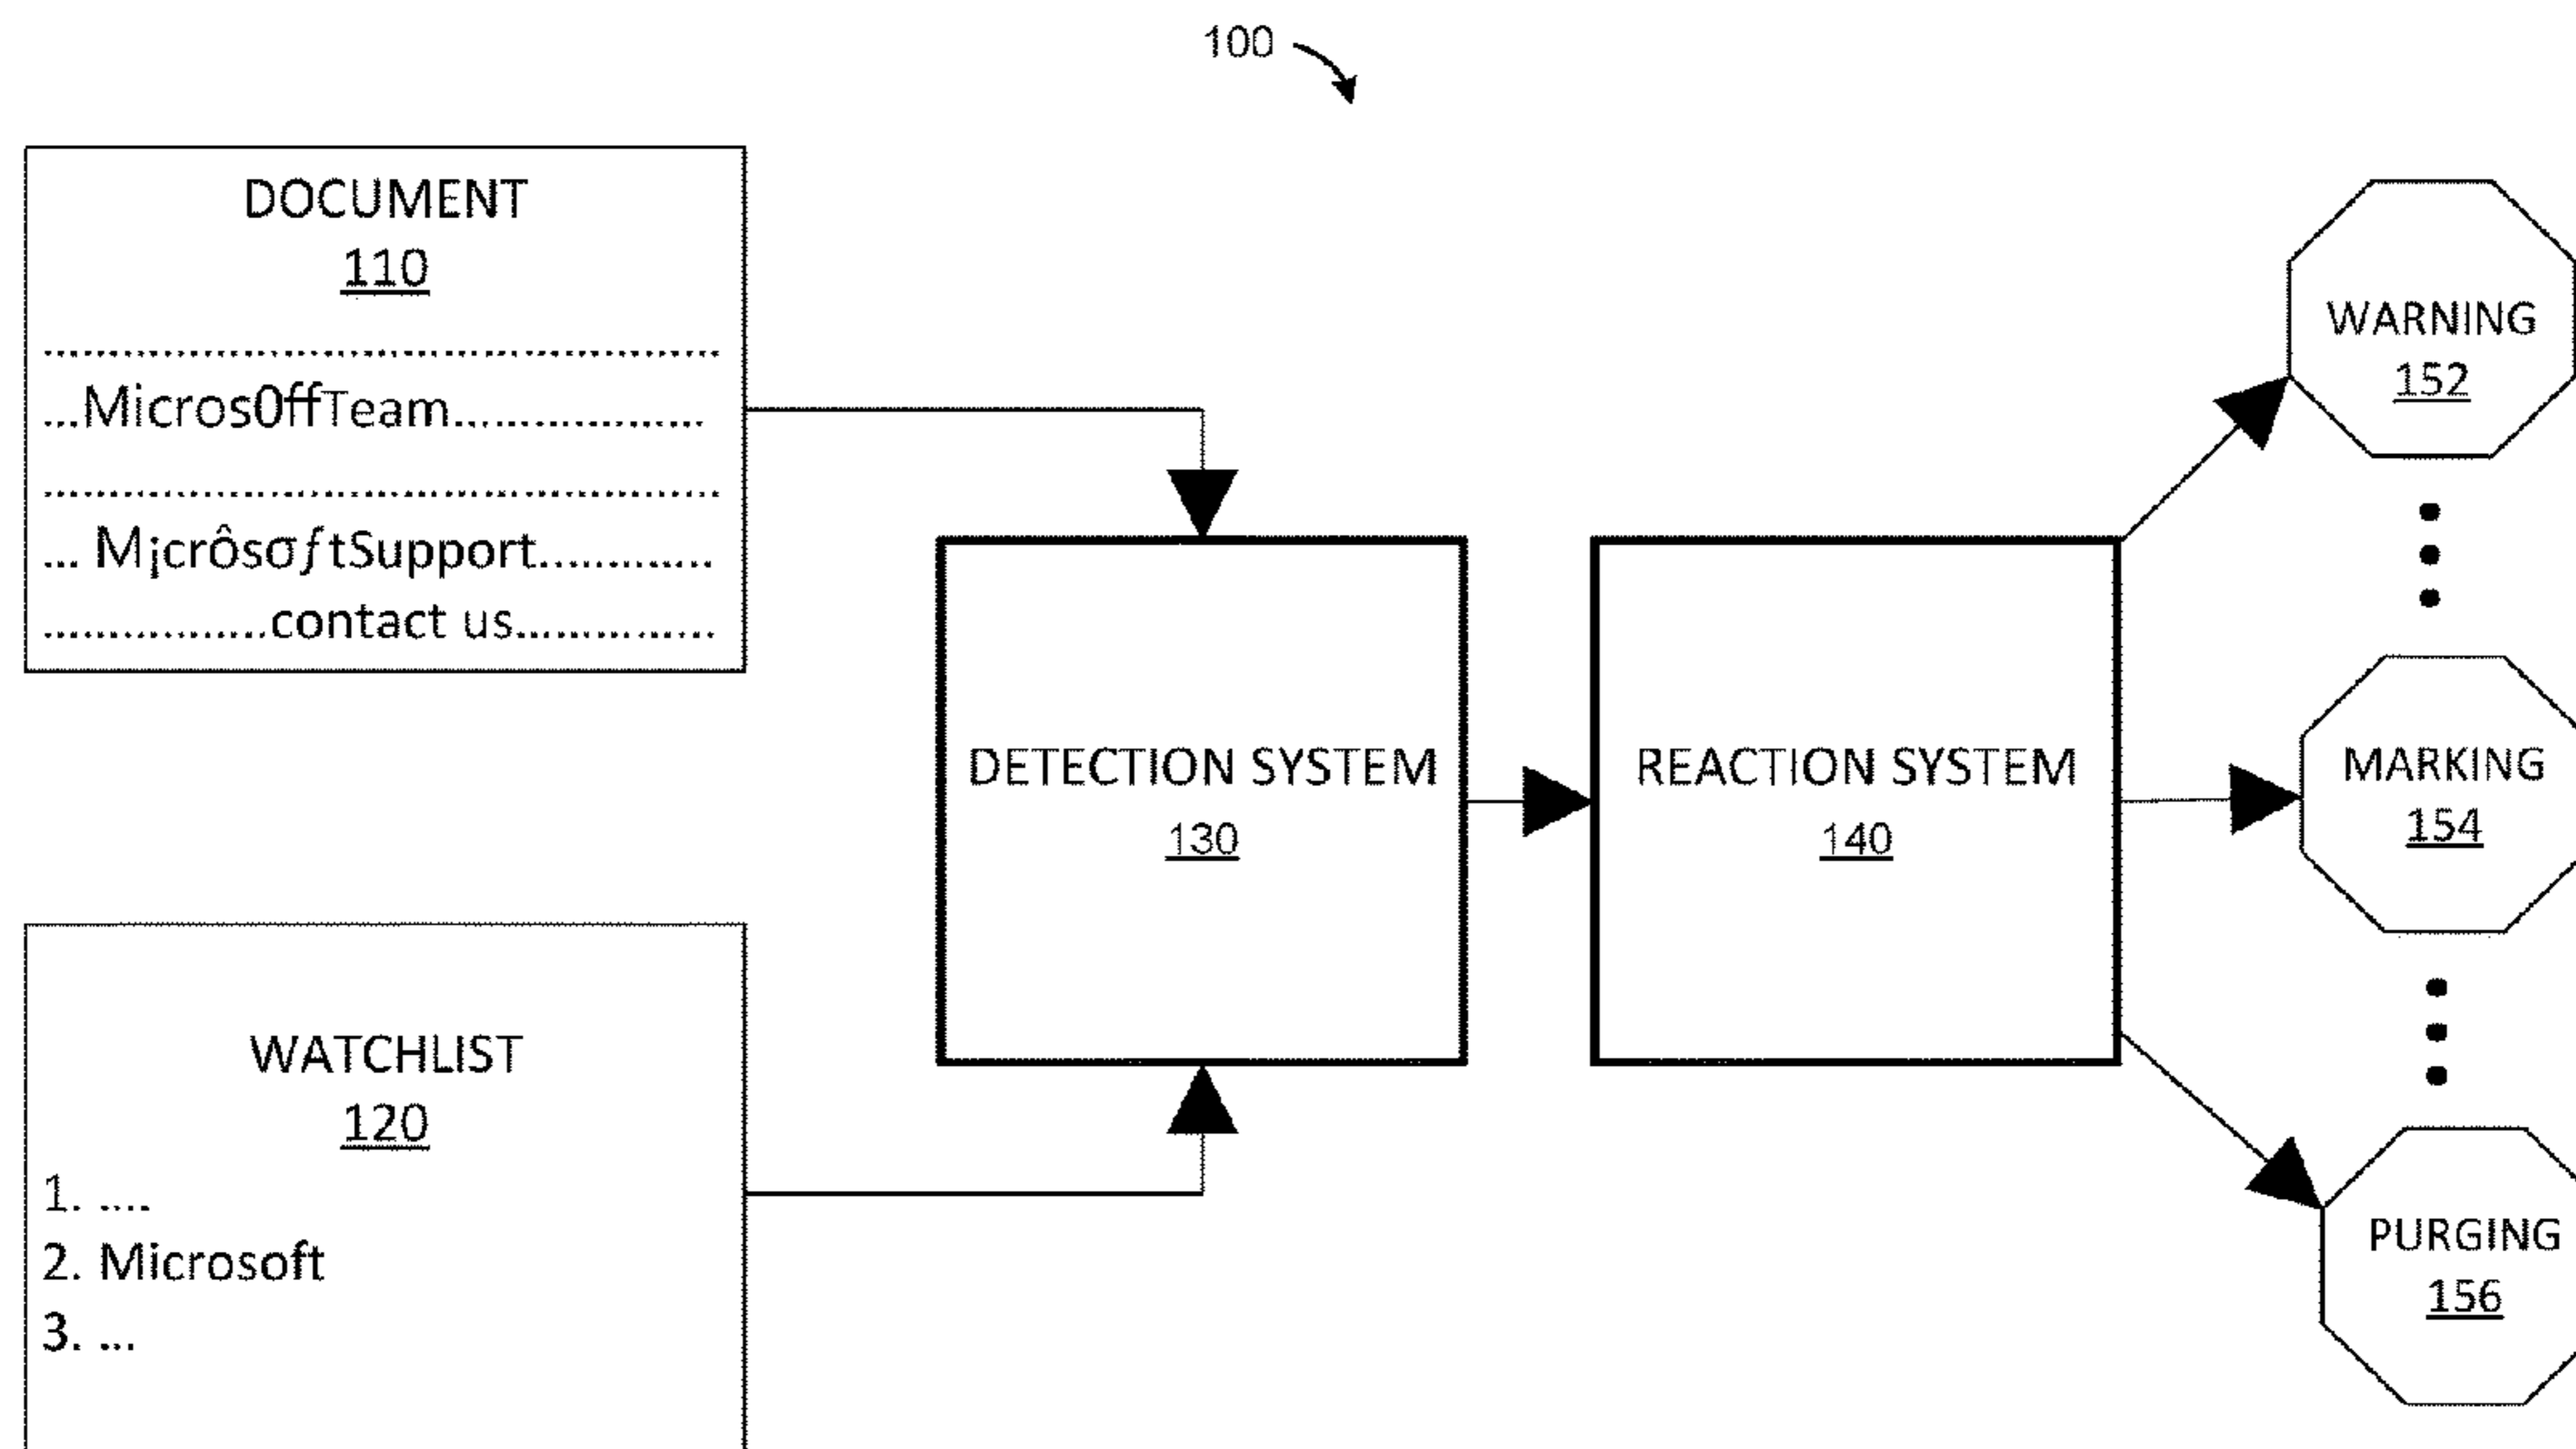 100
DOCUMENT
110
................................................
...Micros0ffTeam...................
................................................
... M¡crôsσƒtSupport.............
.................contact us...............
WATCHLIST
120
1. ....
2. Microsoft
3. ...
DETECTION SYSTEM
130
REACTION SYSTEM
140
WARNING
152
MARKING
154
PURGING
156